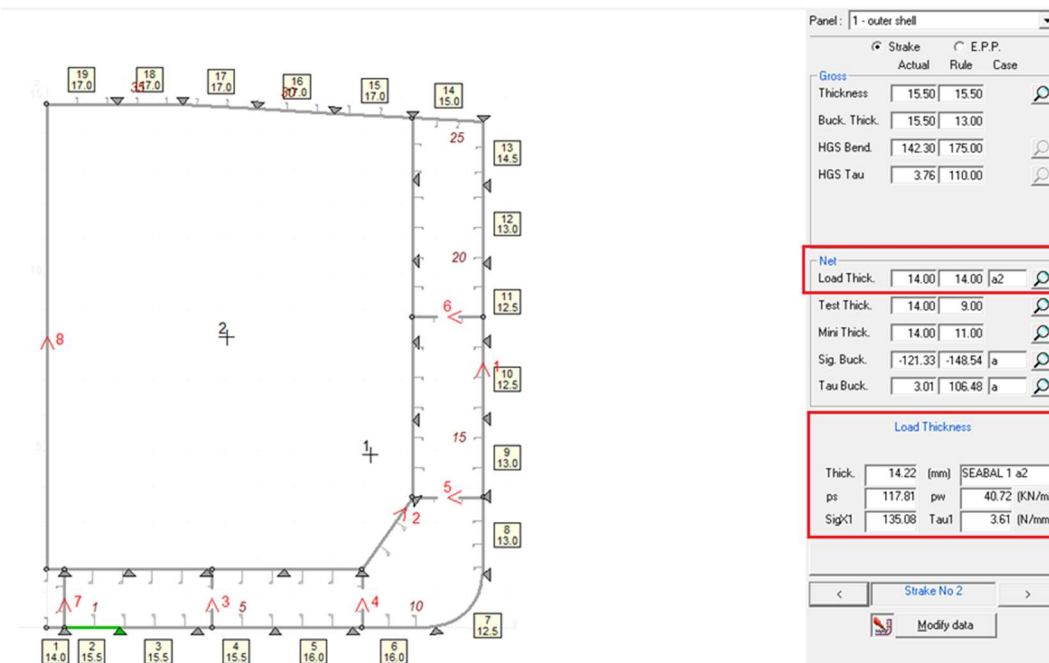 19
17.0
18
17.0
35
17
17.0
16
17.0
30
15
17.0
14
15.0
25
13
14.5
12
13.0
20
11
12.5
6
8
2
1
10
12.5
1
15
9
13.0
5
2
8
13.0
7
1
3
5
4
10
7
12.5
1
14.0
2
15.5
3
15.5
4
15.5
5
16.0
6
16.0
Panel : 1 - outer shell
Strake E.P.P.
Actual Rule Case
Gross
Thickness 15.50 15.50
Buck. Thick. 15.50 13.00
HGS Bend. 142.30 175.00
HGS Tau 3.76 110.00
Net
Load Thick. 14.00 14.00 a2
Test Thick. 14.00 9.00
Mini Thick. 14.00 11.00
Sig. Buck. -121.33 -148.54 a
Tau Buck. 3.01 106.48 a
Load Thickness
Thick. 14.22 (mm) SEABAL 1 a2
ps 117.81 pw 40.72 (KN/m
SigX1 135.08 Tau1 3.61 (N/mm
< Strake No 2 >
Modify data